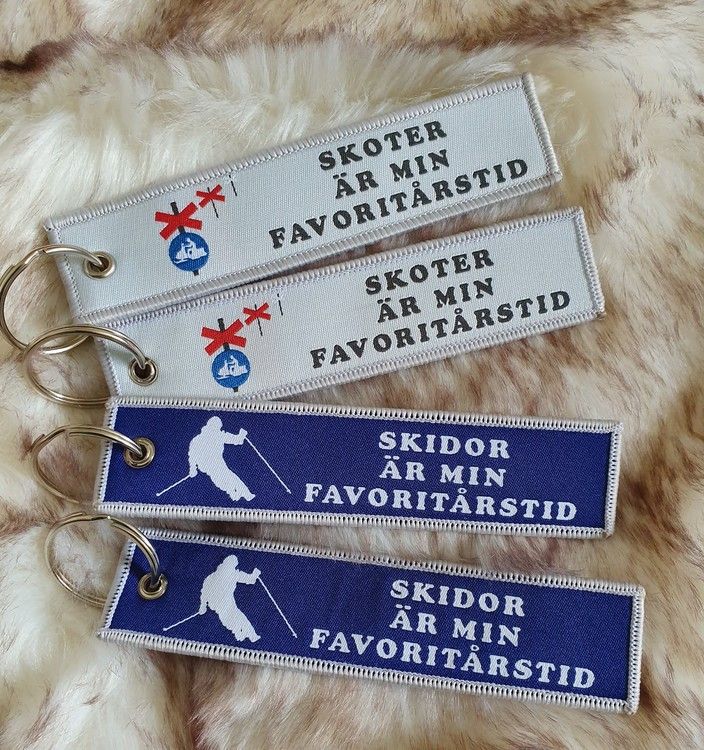 SKOTER
ÄR MIN
FAVORITÅRSTID
SKOTER
ÄR MIN
FAVORITÅRSTID
SKIDOR
ÄR MIN
FAVORITÅRSTID
SKIDOR
ÄR MIN
FAVORITÅRSTID